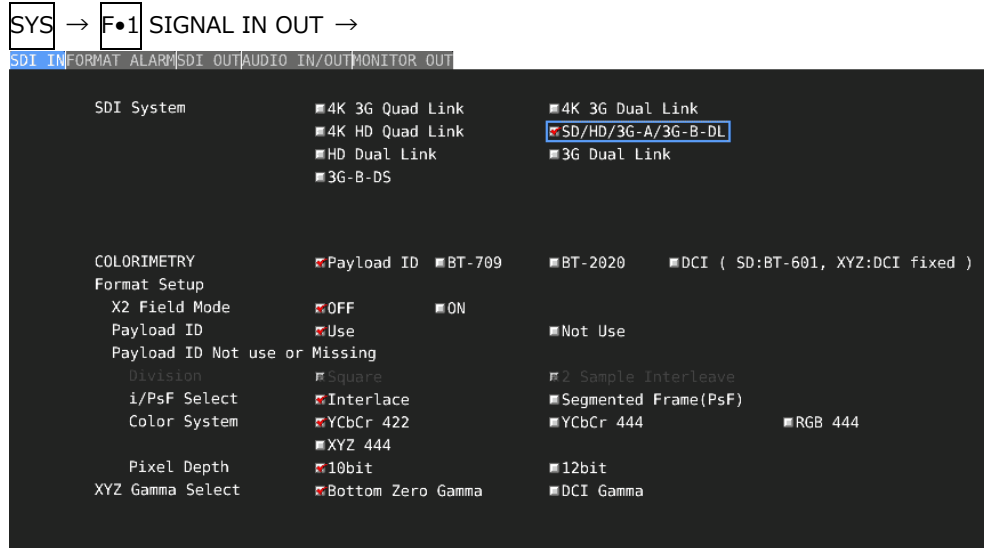 SYS → F•1 SIGNAL IN OUT →
SDI IN FORMAT ALARM SDI OUT AUDIO IN/OUT MONITOR OUT
SDI System 4K 3G Quad Link 4K 3G Dual Link
4K HD Quad Link SD/HD/3G-A/3G-B-DL
HD Dual Link 3G Dual Link
3G-B-DS
COLORIMETRY Payload ID BT-709 BT-2020 DCI ( SD:BT-601, XYZ:DCI fixed )
Format Setup
X2 Field Mode OFF ON
Payload ID Use Not Use
Payload ID Not use or Missing
Division Square 2 Sample Interleave
i/PsF Select Interlace Segmented Frame(PsF)
Color System YCbCr 422 YCbCr 444 RGB 444
XYZ 444
Pixel Depth 10bit 12bit
XYZ Gamma Select Bottom Zero Gamma DCI Gamma